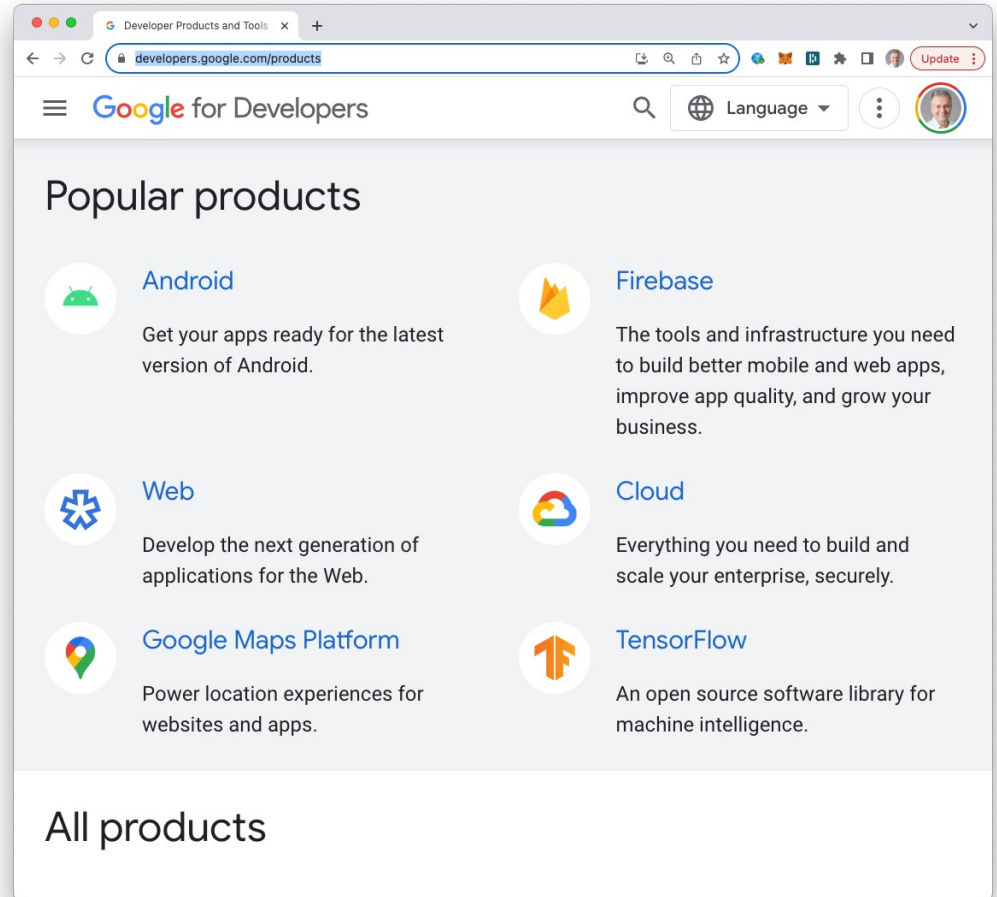 Developer Products and Tools
developers.google.com/products
Update
Google for Developers
Language
Popular products
Android
Get your apps ready for the latest
version of Android.
Firebase
The tools and infrastructure you need
to build better mobile and web apps,
improve app quality, and grow your
business.
Web
Develop the next generation of
applications for the Web.
Cloud
Everything you need to build and
scale your enterprise, securely.
Google Maps Platform
Power location experiences for
websites and apps.
TensorFlow
An open source software library for
machine intelligence.
All products